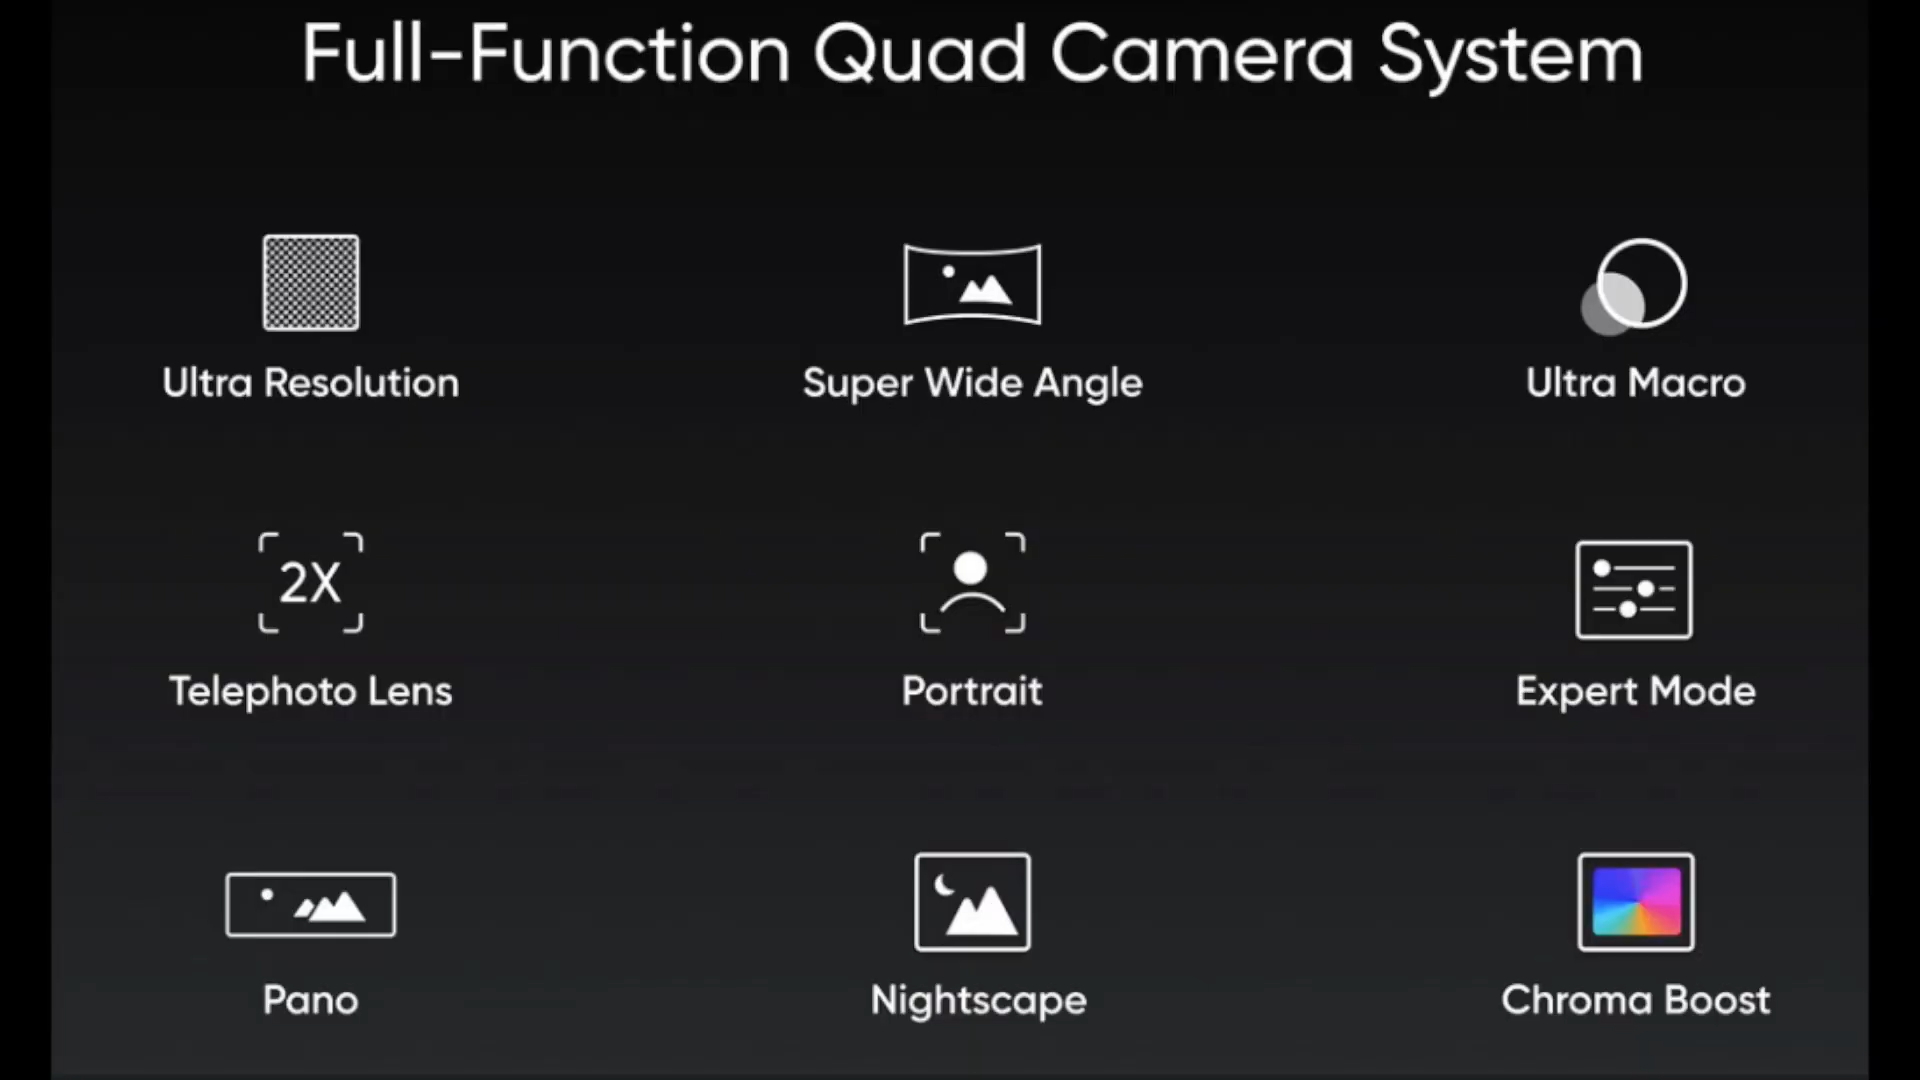 Full-Function Quad Camera System
Ultra Resolution
Super Wide Angle
Ultra Macro
2X
Telephoto Lens
Portrait
Expert Mode
Pano
Nightscape
Chroma Boost